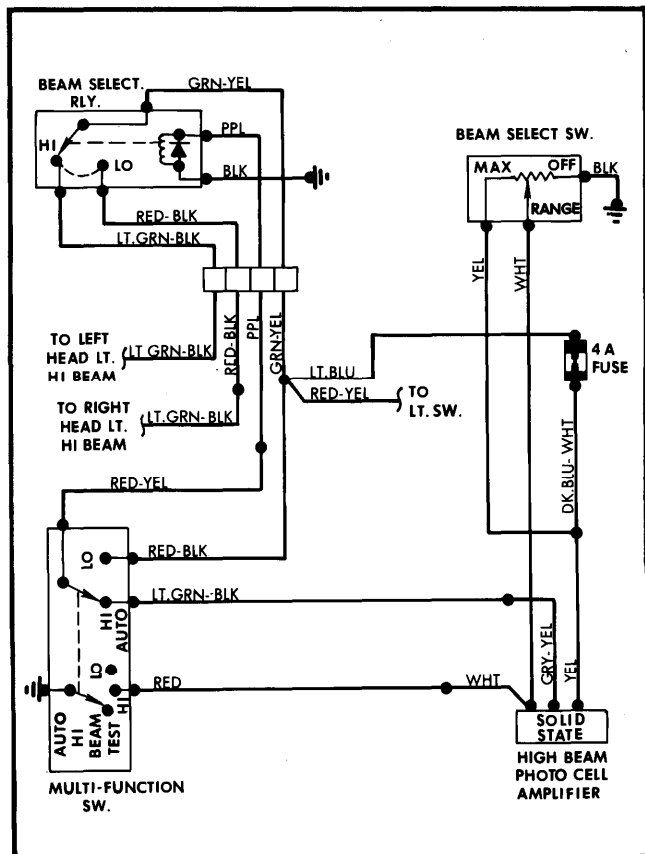 BEAM SELECT.
RLY.
GRN-YEL
HI
LO
PPL
BLK
RED-BLK
LT.GRN-BLK
BEAM SELECT SW.
MAX
OFF
BLK
RANGE
YEL
WHT
RED-BLK
PPL
GRN-YEL
TO LEFT
HEAD LT.
HI BEAM
LT GRN-BLK
TO RIGHT
HEAD LT.
HI BEAM
LT.GRN-BLK
LT.BLU
RED-YEL
TO
LT.SW.
4 A
FUSE
DK.BLU-WHT
RED-YEL
LO
RED-BLK
HI
AUTO
LT.GRN--BLK
LO
HI
RED
WHT
GRY-YEL
YEL
AUTO
HI
BEAM
TEST
MULTI-FUNCTION
SW.
SOLID
STATE
HIGH BEAM
PHOTO CELL
AMPLIFIER